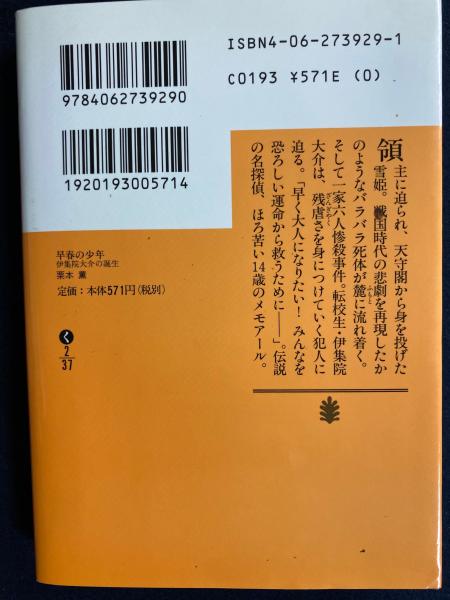 ISBN4-06-273929-1
C0193 ¥571E (0)
9784062739290
1920193005714
領主に迫られ、天守閣から身を投げた
雪姫。戦国時代の悲劇を再現したか
のようなバラバラ死体が麓に流れ着く。
ふもと
そして一家六人惨殺事件。転校生・伊集院
大介は、残虐さを身につけていく犯人に
ざんぎゃく
迫る。「早く大人になりたい! みんなを
恐ろしい運命から救うために――」。伝説
の名探偵、ほろ苦い14歳のメモアール。
早春の少年
伊集院大介の誕生
栗本 薫
定価:本体571円(税別)
く
2
37